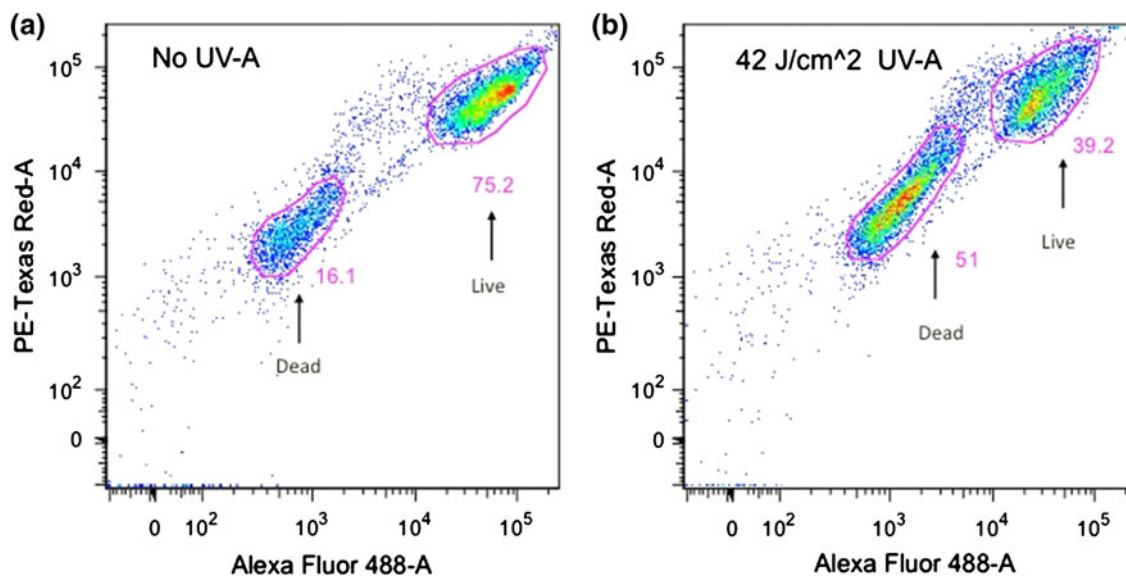 (a)
No UV-A
PE-Texas Red-A
10^5
10^4
10^3
10^2
0
75.2
Live
16.1
Dead
0 10^2 10^3 10^4 10^5
Alexa Fluor 488-A
(b)
42 J/cm^2 UV-A
PE-Texas Red-A
10^5
10^4
10^3
10^2
0
39.2
Live
51
Dead
0 10^2 10^3 10^4 10^5
Alexa Fluor 488-A